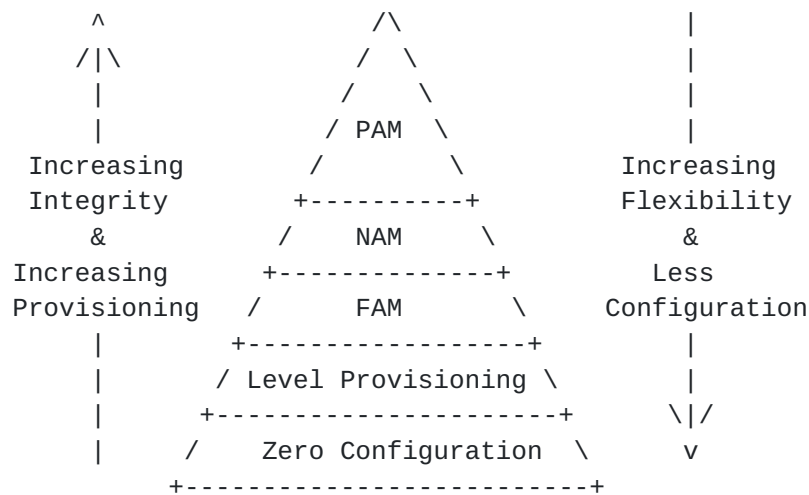 ^                 /\                   |
     /|\               /  \                  |
      |               /    \                 |
      |              / PAM  \                |
  Increasing        /        \          Increasing
  Integrity       +----------+         Flexibility
      &          /    NAM     \              &
 Increasing     +--------------+           Less
 Provisioning  /      FAM       \      Configuration
      |       +------------------+           |
      |      / Level Provisioning \          |
      |     +----------------------+        \|/
      |    /   Zero Configuration   \        v
          +--------------------------+